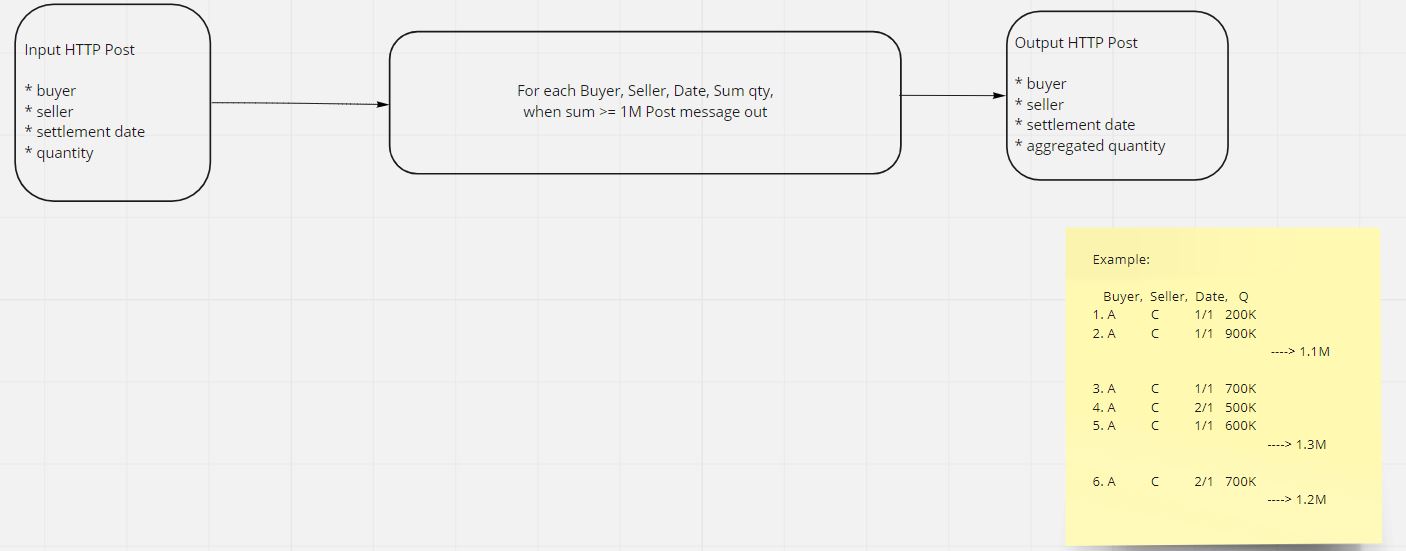 Input HTTP Post
* buyer
* seller
* settlement date
* quantity
For each Buyer, Seller, Date, Sum qty,
when sum >= 1M Post message out
Output HTTP Post
* buyer
* seller
* settlement date
* aggregated quantity
Example:
Buyer, Seller, Date, Q
1. A C 1/1 200K
2. A C 1/1 900K
----> 1.1M
3. A C 1/1 700K
4. A C 2/1 500K
5. A C 1/1 600K
----> 1.3M
6. A C 2/1 700K
----> 1.2M